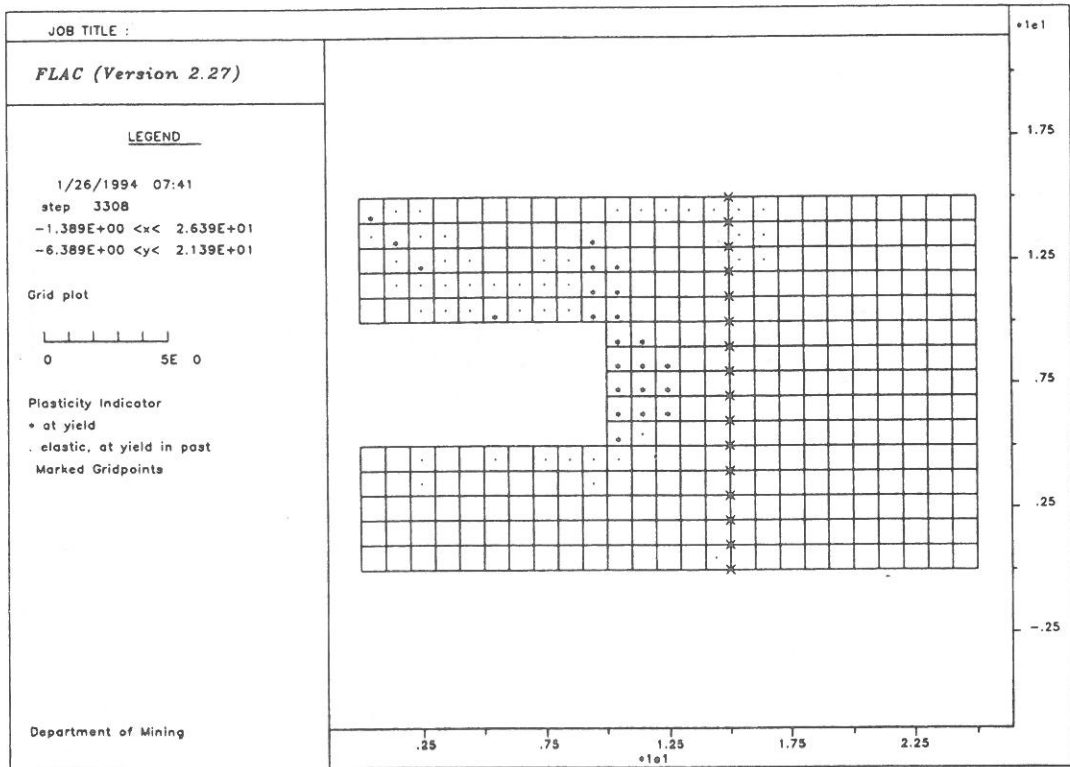 JOB TITLE :
FLAC (Version 2.27)
LEGEND
1/26/1994 07:41
step 3308
-1.389E+00 <x< 2.639E+01
-6.389E+00 <y< 2.139E+01
Grid plot
0 5E 0
Plasticity Indicator
* at yield
. elastic, at yield in past
Marked Gridpoints
Department of Mining
*1e1
1.75
1.25
.75
.25
-.25
.25 .75 1.25 1.75 2.25
*1e1